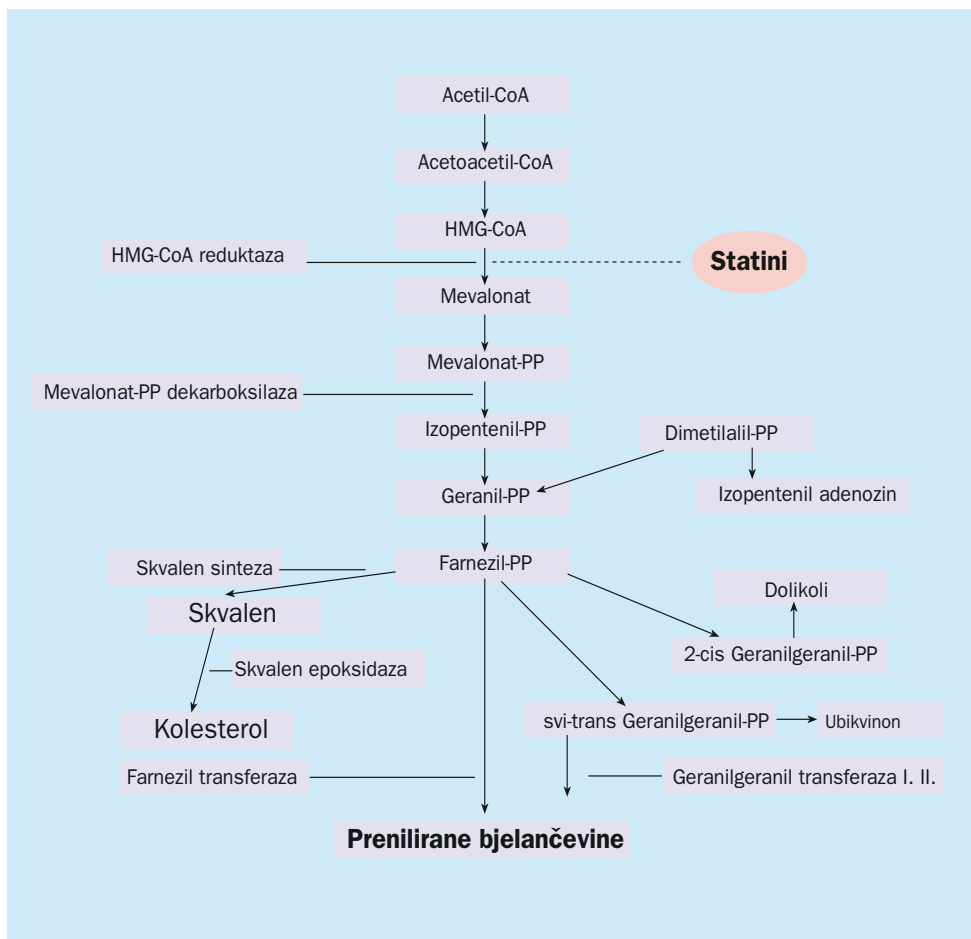 Acetil-CoA
Acetoacetil-CoA
HMG-CoA
HMG-CoA reduktaza
Statini
Mevalonat
Mevalonat-PP
Mevalonat-PP dekarboksilaza
Izopentenil-PP
Dimetilalil-PP
Geranil-PP
Izopentenil adenozin
Farnezil-PP
Skvalen sinteza
Dolikoli
Skvalen
2-cis Geranilgeranil-PP
Skvalen epoksidaza
svi-trans Geranilgeranil-PP
Ubikvinon
Kolesterol
Farnezil transferaza
Geranilgeranil transferaza I. II.
Prenilirane bjelančevine